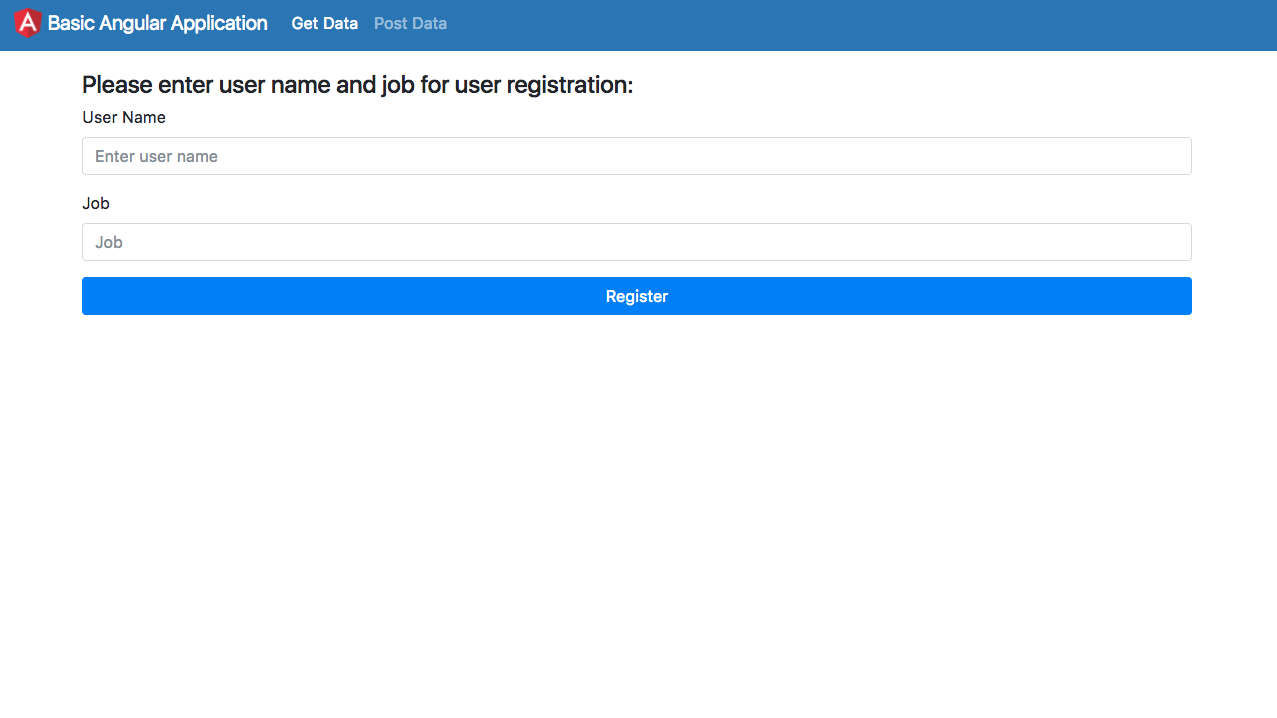 A Basic Angular Application Get Data Post Data
Please enter user name and job for user registration:
User Name
Enter user name
Job
Job
Register